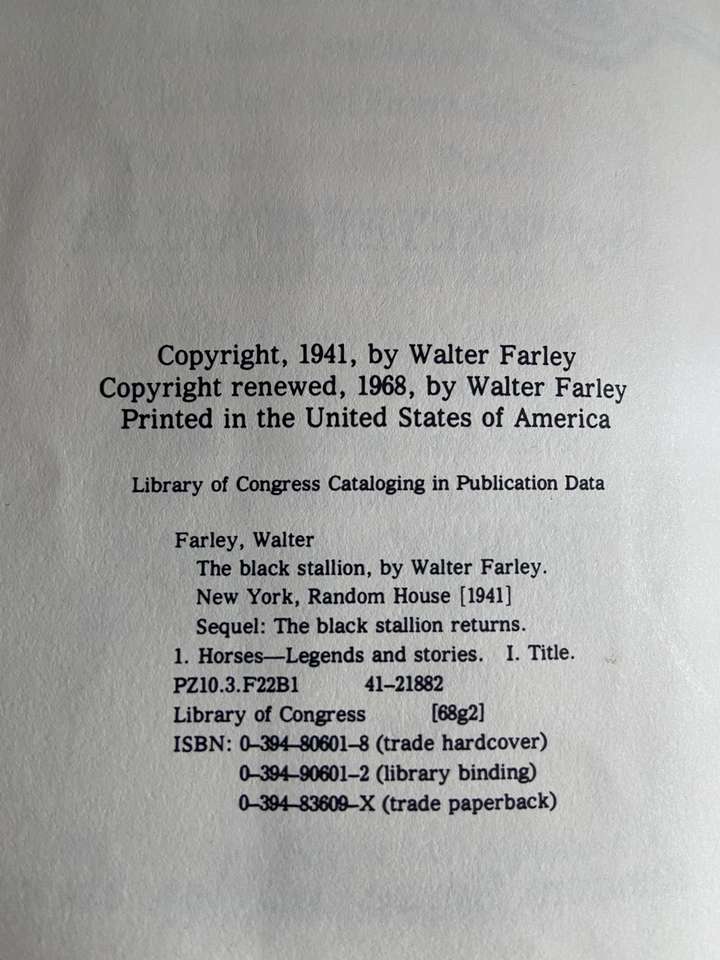 Copyright, 1941, by Walter Farley
Copyright renewed, 1968, by Walter Farley
Printed in the United States of America
Library of Congress Cataloging in Publication Data
Farley, Walter
The black stallion, by Walter Farley.
New York, Random House [1941]
Sequel: The black stallion returns.
1. Horses—Legends and stories. I. Title.
PZ10.3.F22B1 41–21882
Library of Congress [68g2]
ISBN: 0–394–80601–8 (trade hardcover)
0–394–90601–2 (library binding)
0–394–83609–X (trade paperback)